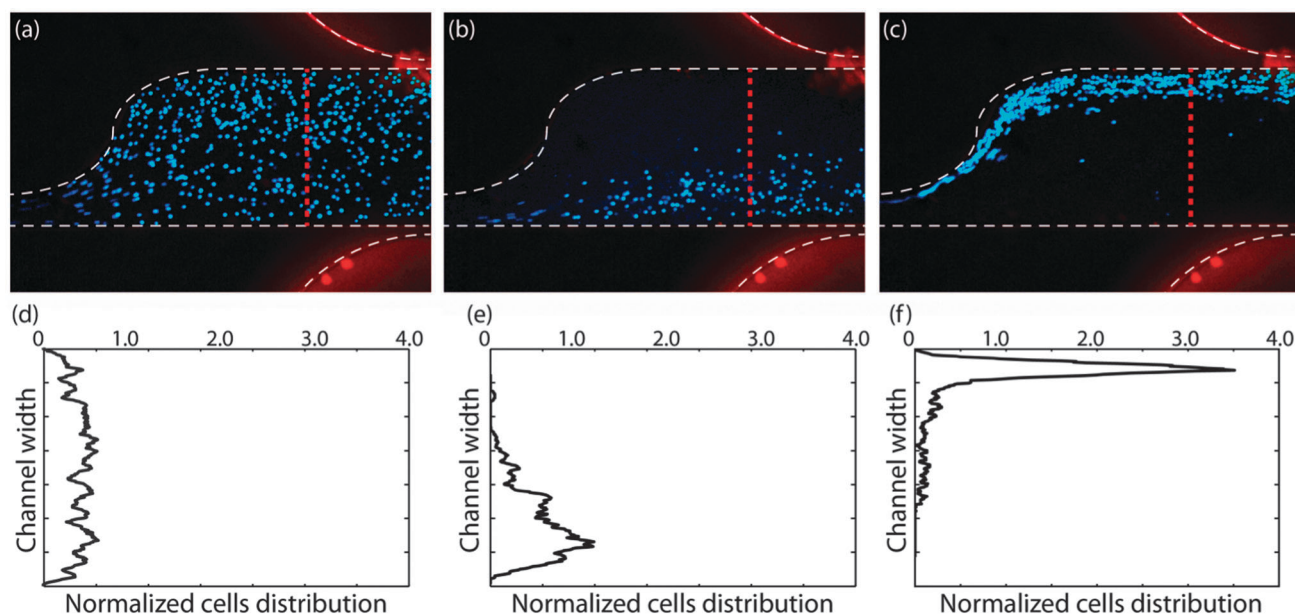 (a) (b) (c)
(d) (e) (f)
0 1.0 2.0 3.0 4.0 0 1.0 2.0 3.0 4.0 0 1.0 2.0 3.0 4.0
Channel width Channel width Channel width
Normalized cells distribution Normalized cells distribution Normalized cells distribution